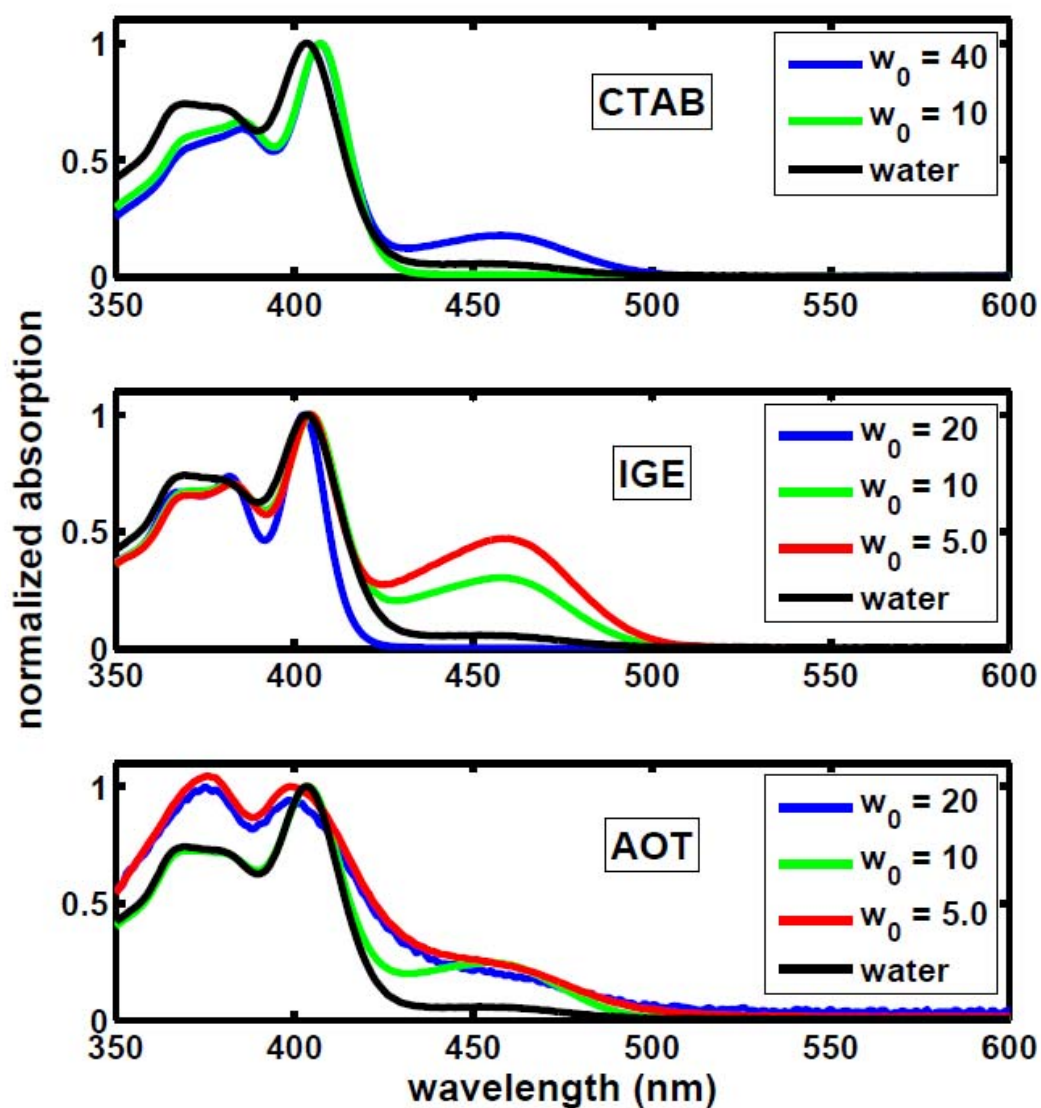 1
0.5
0
CTAB
w0 = 40
w0 = 10
water
350 400 450 500 550 600
1
0.5
0
IGE
w0 = 20
w0 = 10
w0 = 5.0
water
350 400 450 500 550 600
normalized absorption
1
0.5
0
AOT
w0 = 20
w0 = 10
w0 = 5.0
water
350 400 450 500 550 600
wavelength (nm)